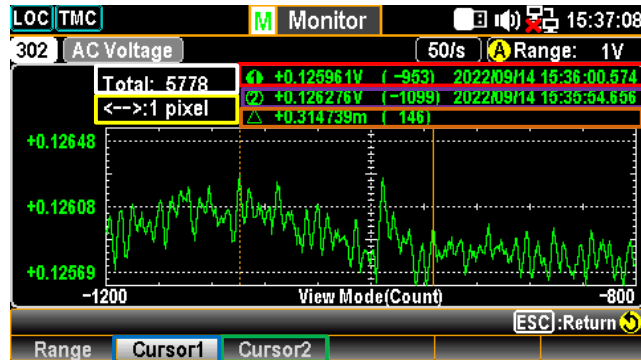 LOC TMC M Monitor 15:37:08
302 AC Voltage 50/s A Range: 1V
Total: 5778
<-->:1 pixel
1 +0.125961V ( -953) 2022/09/14 15:36:00.574
2 +0.126276V ( -1099) 2022/09/14 15:35:54.656
△ +0.314739m ( 146)
+0.12648
+0.12608
+0.12569
-1200 View Mode(Count) -800
ESC :Return
Range Cursor1 Cursor2